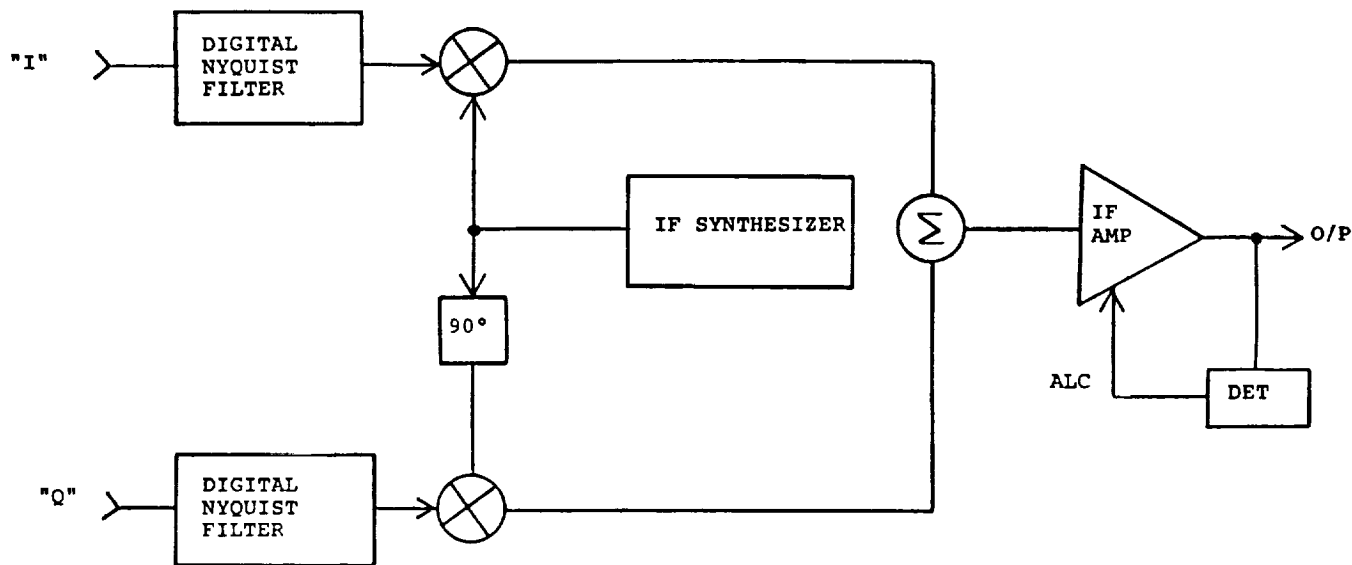 "I"
DIGITAL
NYQUIST
FILTER
IF SYNTHESIZER
Σ
IF
AMP
O/P
90°
ALC
DET
"Q"
DIGITAL
NYQUIST
FILTER